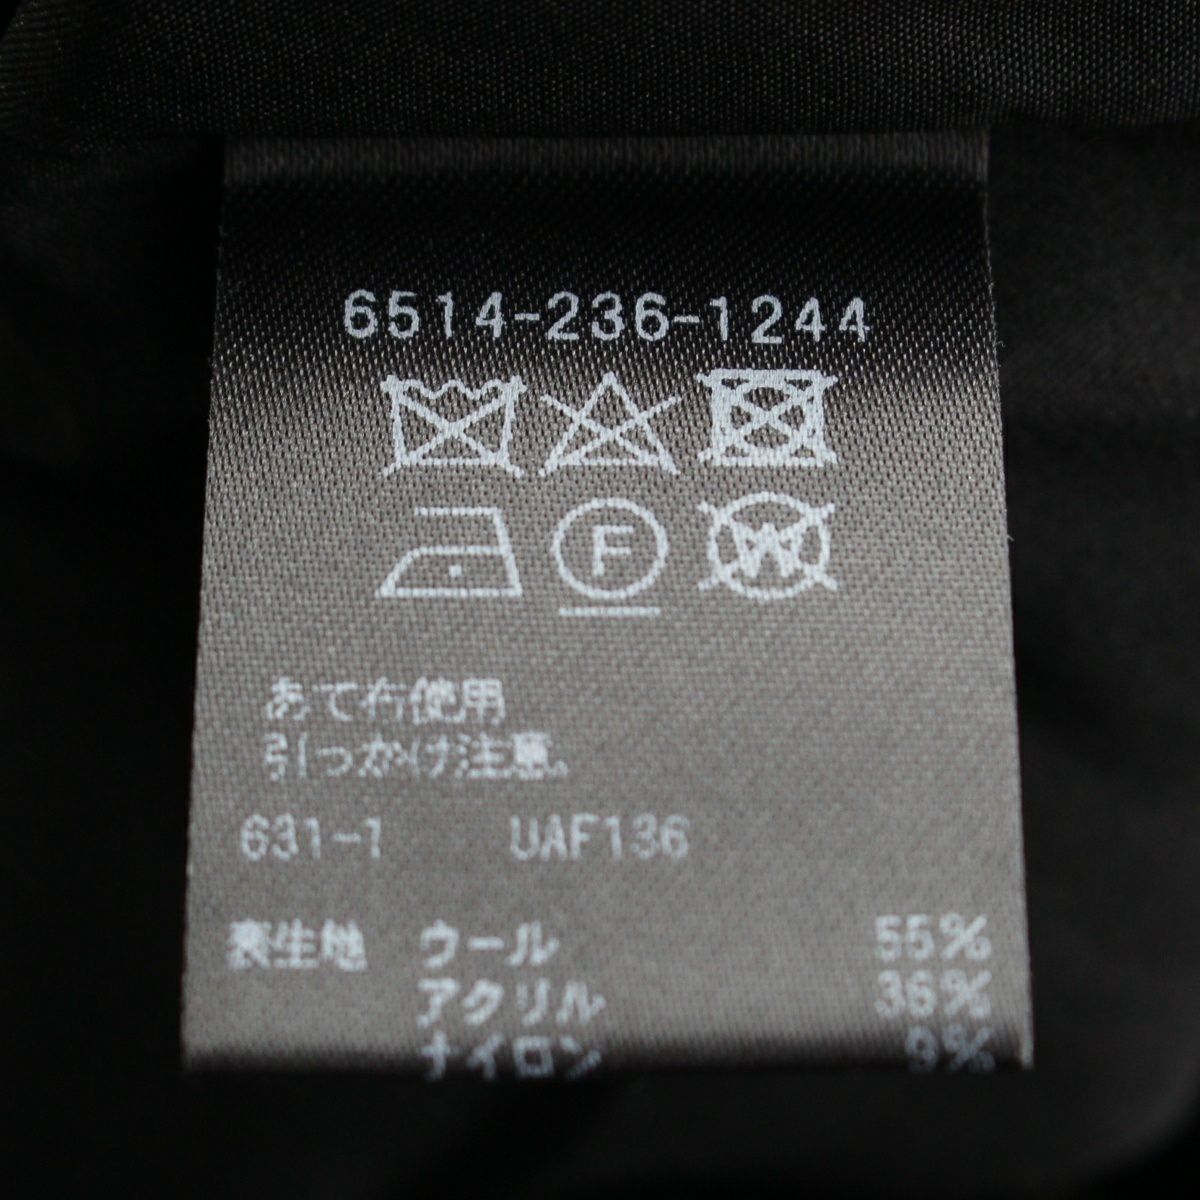 6514-236-1244
F W
あて布使用
引っかけ注意。
631-1 UAF136
表生地 ウール 55%
アクリル 36%
ナイロン 9%